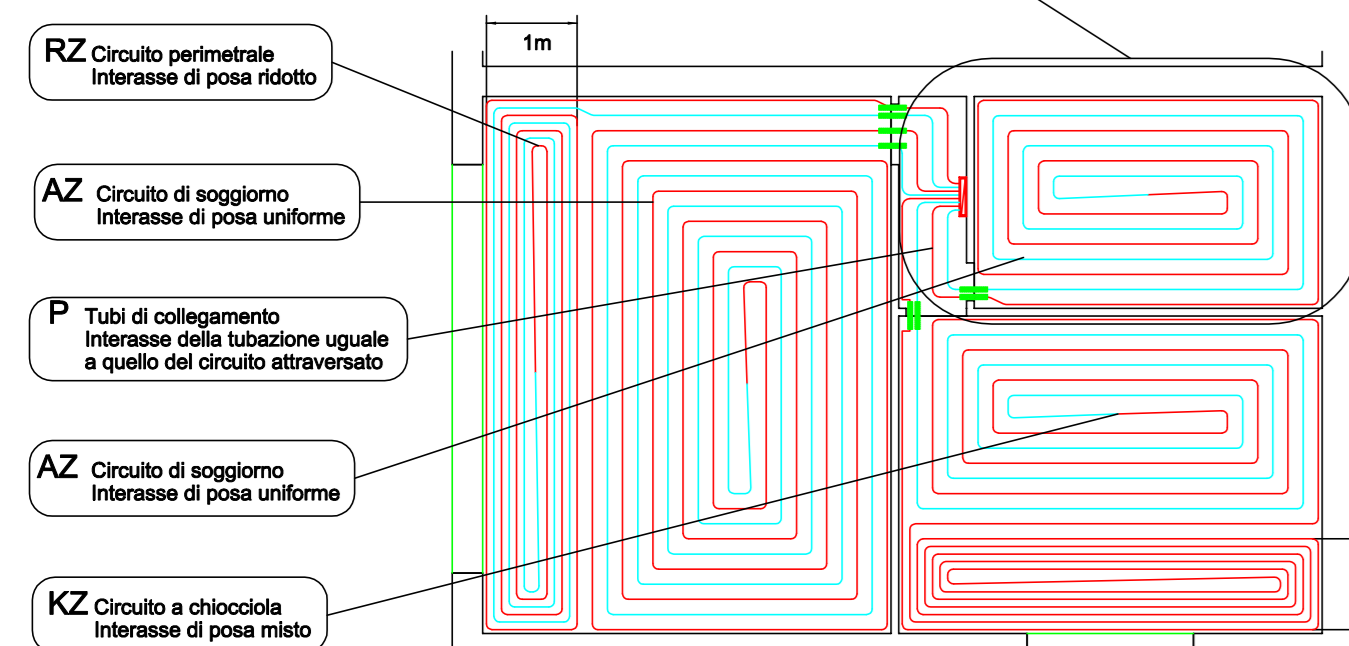 1m
RZ Circuito perimetrale
Interasse di posa ridotto
AZ Circuito di soggiorno
Interasse di posa uniforme
P Tubi di collegamento
Interasse della tubazione uguale
a quello del circuito attraversato
AZ Circuito di soggiorno
Interasse di posa uniforme
KZ Circuito a chiocciola
Interasse di posa misto